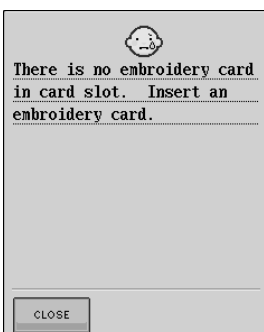 There is no embroidery card
in card slot.  Insert an
embroidery card.
CLOSE